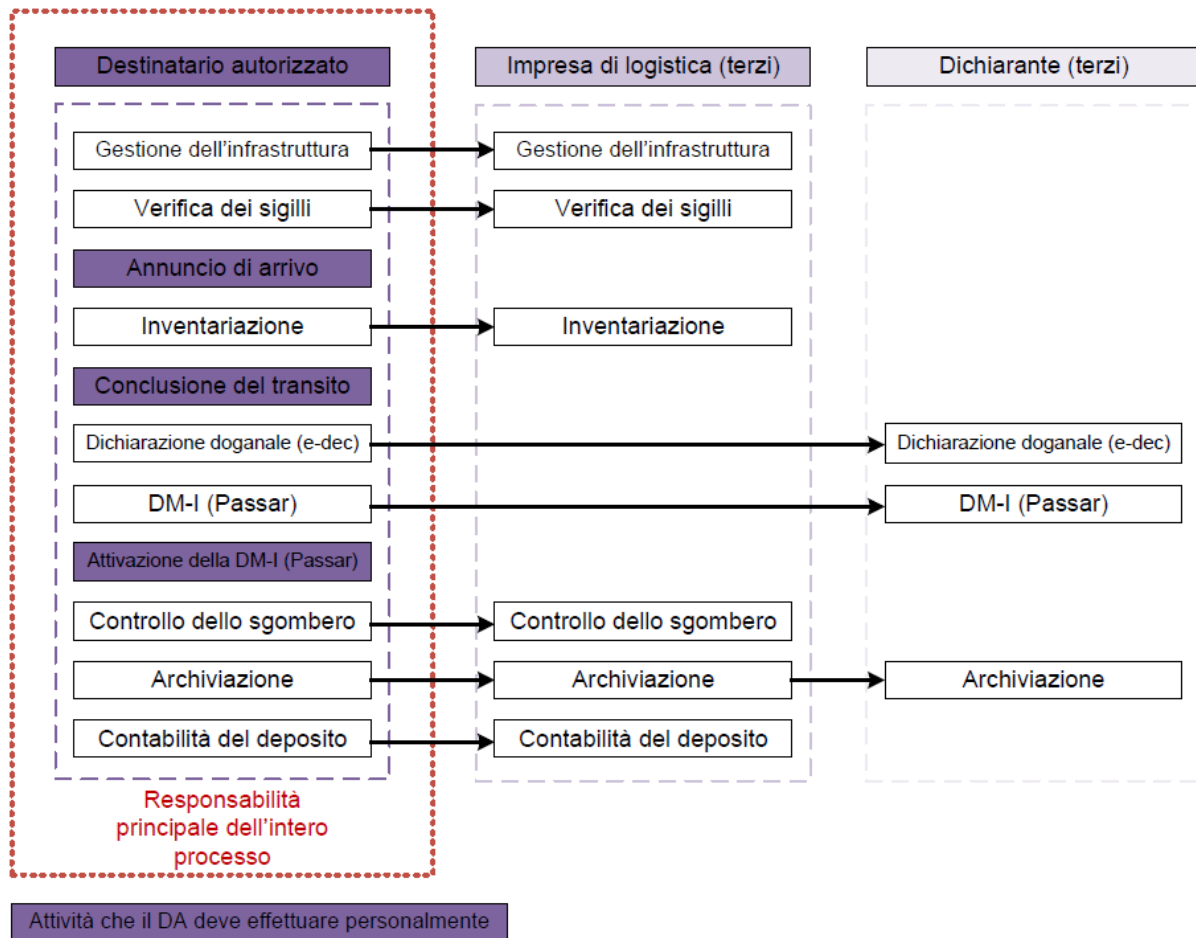 Destinatario autorizzato
Impresa di logistica (terzi)
Dichiarante (terzi)
Gestione dell'infrastruttura
Gestione dell'infrastruttura
Verifica dei sigilli
Verifica dei sigilli
Annuncio di arrivo
Inventariazione
Inventariazione
Conclusione del transito
Dichiarazione doganale (e-dec)
Dichiarazione doganale (e-dec)
DM-I (Passar)
DM-I (Passar)
Attivazione della DM-I (Passar)
Controllo dello sgombero
Controllo dello sgombero
Archiviazione
Archiviazione
Archiviazione
Contabilità del deposito
Contabilità del deposito
Responsabilità
principale dell'intero
processo
Attività che il DA deve effettuare personalmente